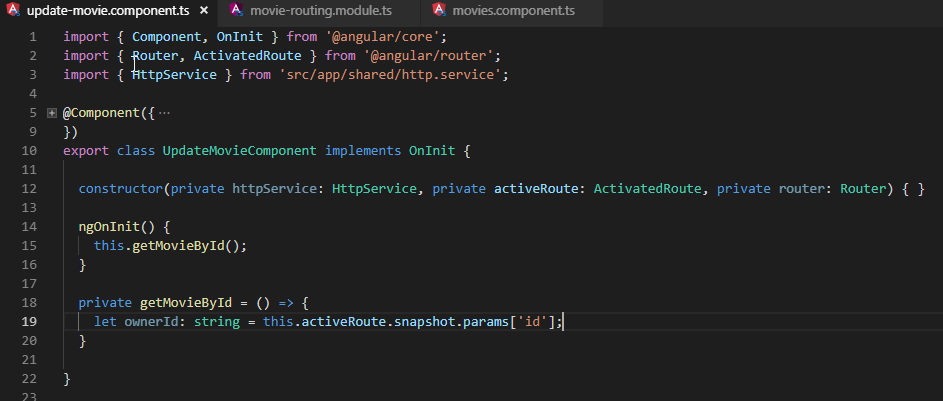 update-movie.component.ts × movie-routing.module.ts movies.component.ts
1 import { Component, OnInit } from '@angular/core';
2 import { Router, ActivatedRoute } from '@angular/router';
3 import { HttpService } from 'src/app/shared/http.service';
4
5 @Component({ ···
9 })
10 export class UpdateMovieComponent implements OnInit {
11
12 constructor(private httpService: HttpService, private activeRoute: ActivatedRoute, private router: Router) { }
13
14 ngOnInit() {
15 this.getMovieById();
16 }
17
18 private getMovieById = () => {
19 let ownerId: string = this.activeRoute.snapshot.params['id'];
20 }
21
22 }
23